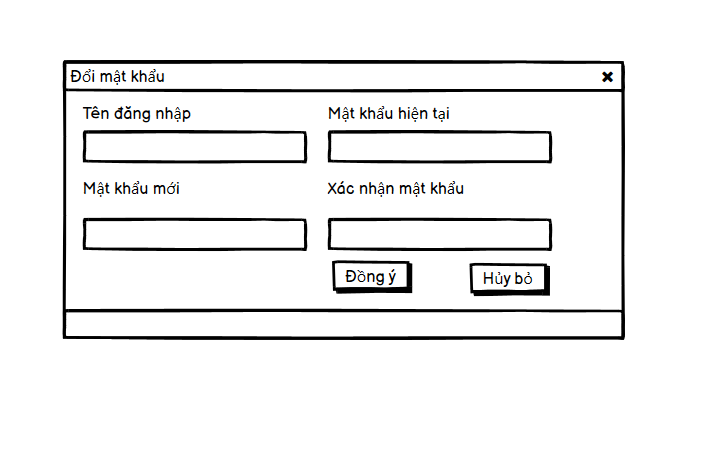 Đổi mật khẩu
Tên đăng nhập
Mật khẩu hiện tại
Mật khẩu mới
Xác nhận mật khẩu
Đồng ý
Hủy bỏ